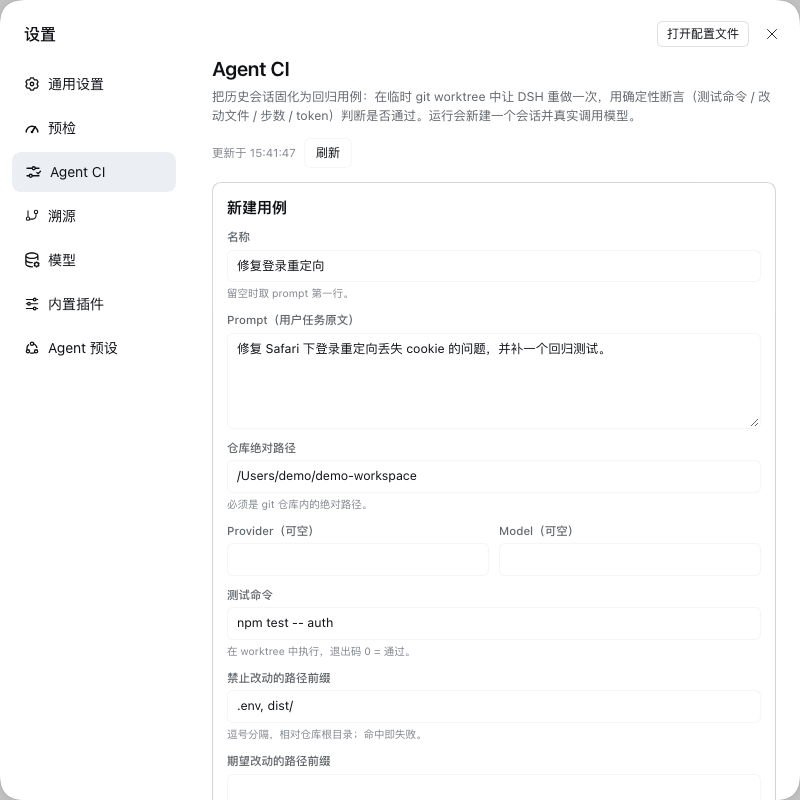 设置
打开配置文件
通用设置
预检
Agent CI
溯源
模型
内置插件
Agent 预设
Agent CI
把历史会话固化为回归用例：在临时 git worktree 中让 DSH 重做一次，用确定性断言（测试命令 / 改
动文件 / 步数 / token）判断是否通过。运行会新建一个会话并真实调用模型。
更新于 15:41:47
刷新
新建用例
名称
修复登录重定向
留空时取 prompt 第一行。
Prompt（用户任务原文）
修复 Safari 下登录重定向丢失 cookie 的问题，并补一个回归测试。
仓库绝对路径
/Users/demo/demo-workspace
必须是 git 仓库内的绝对路径。
Provider（可空）
Model（可空）
测试命令
npm test -- auth
在 worktree 中执行，退出码 0 = 通过。
禁止改动的路径前缀
.env, dist/
逗号分隔，相对仓库根目录；命中即失败。
期望改动的路径前缀